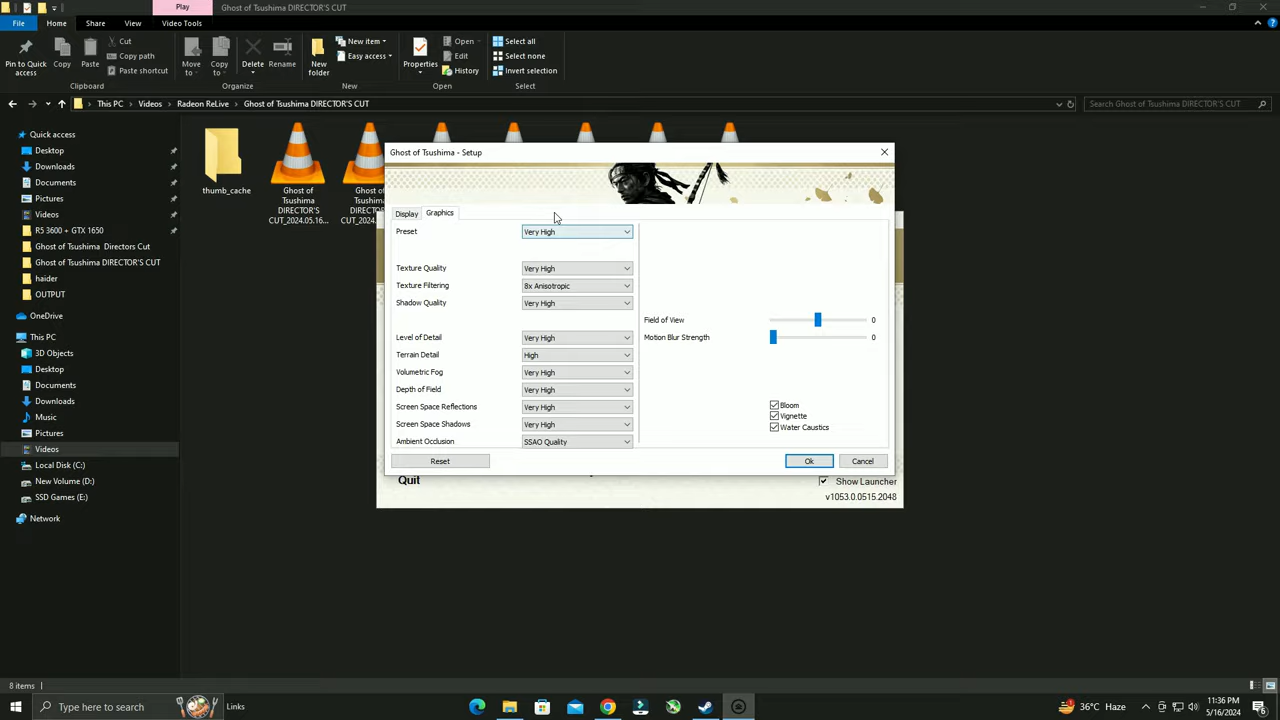 Ghost of Tsushima DIRECTOR'S CUT
Play
File
Home
Share
View
Video Tools
Pin to Quick access
Copy
Paste
Cut
Copy path
Paste shortcut
Move to
Copy to
Delete
Rename
New folder
New item
Easy access
Properties
Open
Edit
History
Select all
Select none
Invert selection
Clipboard
Organize
New
Open
Select
This PC
Videos
Radeon ReLive
Ghost of Tsushima DIRECTOR'S CUT
Search Ghost of Tsushima DIRECTOR'S CUT
Quick access
Desktop
Downloads
Documents
Pictures
Videos
R5 3600 + GTX 1650
Ghost of Tsushima Directors Cut
Ghost of Tsushima DIRECTOR'S CUT
haider
OUTPUT
OneDrive
This PC
3D Objects
Desktop
Documents
Downloads
Music
Pictures
Videos
Local Disk (C:)
New Volume (D:)
SSD Games (E:)
Network
thumb_cache
Ghost of
Tsushima
DIRECTOR'S
CUT_2024.05.16...
Ghost of Tsushima - Setup
Display
Graphics
Preset
Very High
Texture Quality
Very High
Texture Filtering
8x Anisotropic
Shadow Quality
Very High
Level of Detail
Very High
Terrain Detail
High
Volumetric Fog
Very High
Depth of Field
Very High
Screen Space Reflections
Very High
Screen Space Shadows
Very High
Ambient Occlusion
SSAO Quality
Field of View
0
Motion Blur Strength
0
Bloom
Vignette
Water Caustics
Reset
Ok
Cancel
Quit
Show Launcher
v1053.0.0515.2048
8 items
Type here to search
Links
36°C Haze
11:36 PM
5/16/2024